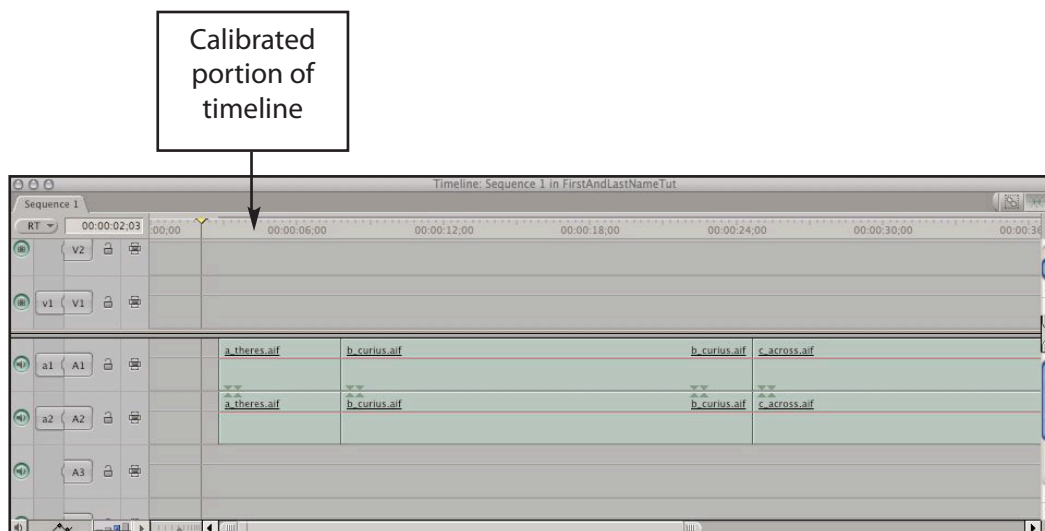 Calibrated
portion of
timeline
Timeline: Sequence 1 in FirstAndLastNameTut
Sequence 1
RT 00:00:02;03 :00;00 00:00:06;00 00:00:12;00 00:00:18;00 00:00:24;00 00:00:30;00 00:00:36
V2
v1 V1
a1 A1 a_theres.aif b_curius.aif b_curius.aif c_across.aif
a2 A2 a_theres.aif b_curius.aif b_curius.aif c_across.aif
A3